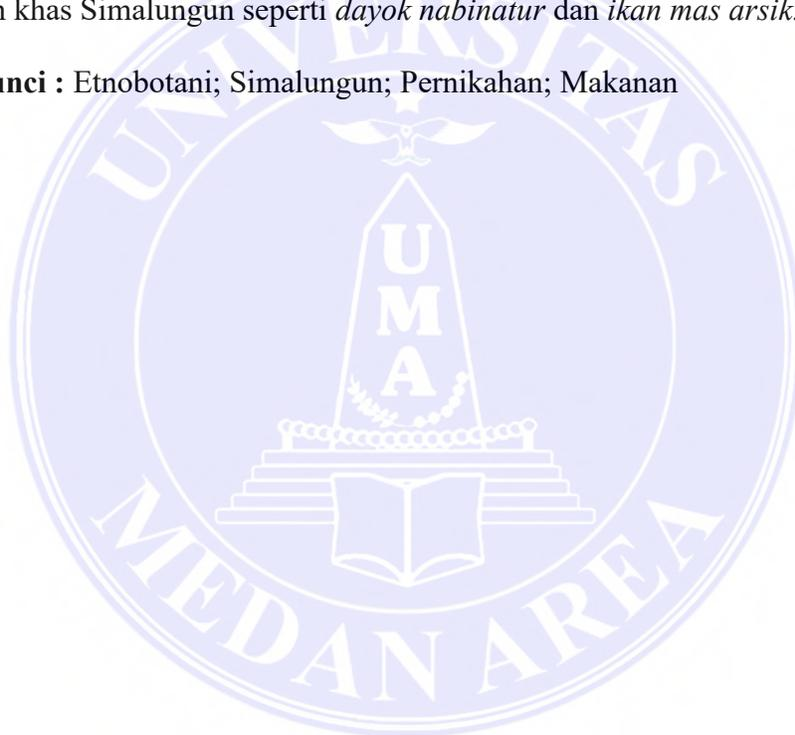 n khas Simalungun seperti dayok nabinatur dan ikan mas arsik.
unci : Etnobotani; Simalungun; Pernikahan; Makanan
UNIVERSITAS
U
M
A
MEDAN AREA